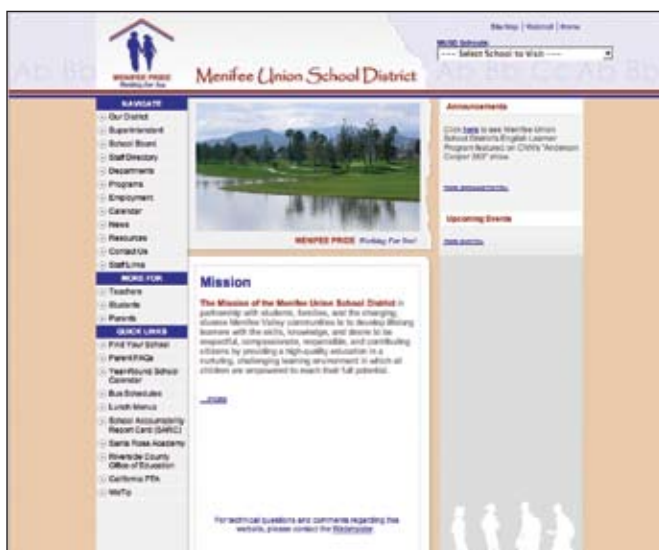 Site Map | Webmail | Home
MUSD Schools:
---- Select School to Visit ----
Ab Bb Ab Bb Cc Ab Bb
MENIFEE PRIDE
Working For You
Menifee Union School District
NAVIGATE
Our District
Superintendent
School Board
Staff Directory
Departments
Programs
Employment
Calendar
News
Resources
Contact Us
Staff Links
MORE FOR
Teachers
Students
Parents
QUICK LINKS
Find Your School
Parent FAQs
Year-Round School
Calendar
Bus Schedules
Lunch Menus
School Accountability
Report Card (SARC)
Santa Rosa Academy
Riverside County
Office of Education
California PTA
WeTip
MENIFEE PRIDE Working For You!
Mission
The Mission of the Menifee Union School District in
partnership with students, families, and the changing,
diverse Menifee Valley communities is to develop lifelong
learners with the skills, knowledge, and desire to be
respectful, compassionate, responsible, and contributing
citizens by providing a high-quality education in a
nurturing, challenging learning environment in which all
children are empowered to reach their full potential.
...more
For technical questions and comments regarding this
website, please contact the Webmaster.
Announcements
Click here to see Menifee Union
School District's English Learner
Program featured on CNN's "Anderson
Cooper 360" show.
Upcoming Events